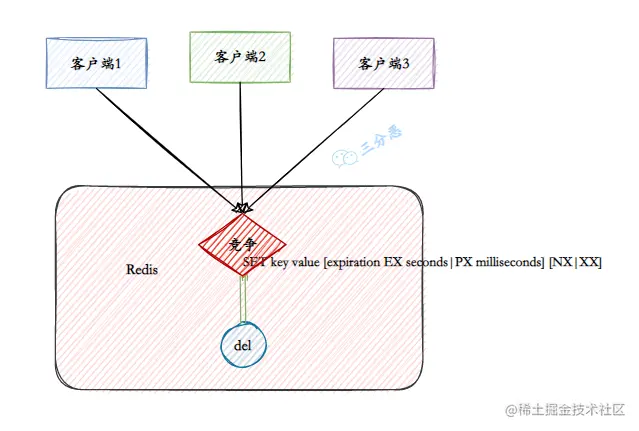 客户端1
客户端2
客户端3
三分恶
竞争
SET key value [expiration EX seconds|PX milliseconds] [NX|XX]
Redis
del
@稀土掘金技术社区